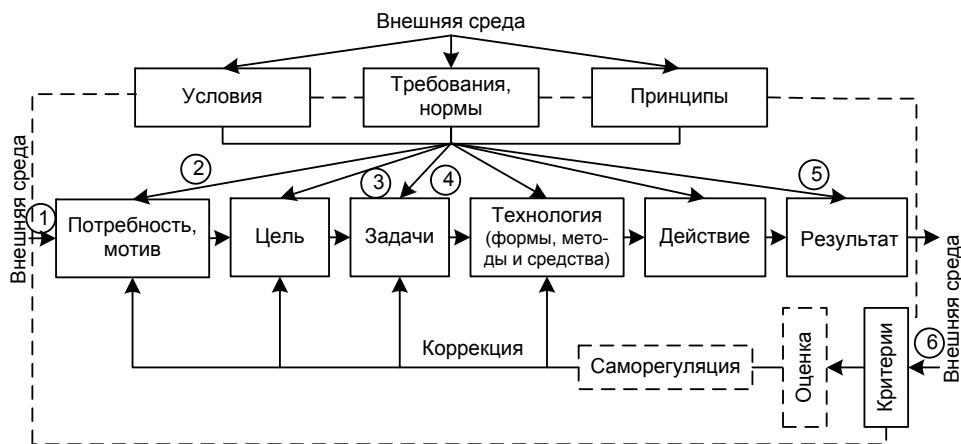 Внешняя среда
Условия
Требования,
нормы
Принципы
Внешняя среда
1
2
3
4
5
Потребность,
мотив
Цель
Задачи
Технология
(формы, мето-
ды и средства)
Действие
Результат
Коррекция
Саморегуляция
Оценка
Критерии
6
Внешняя среда